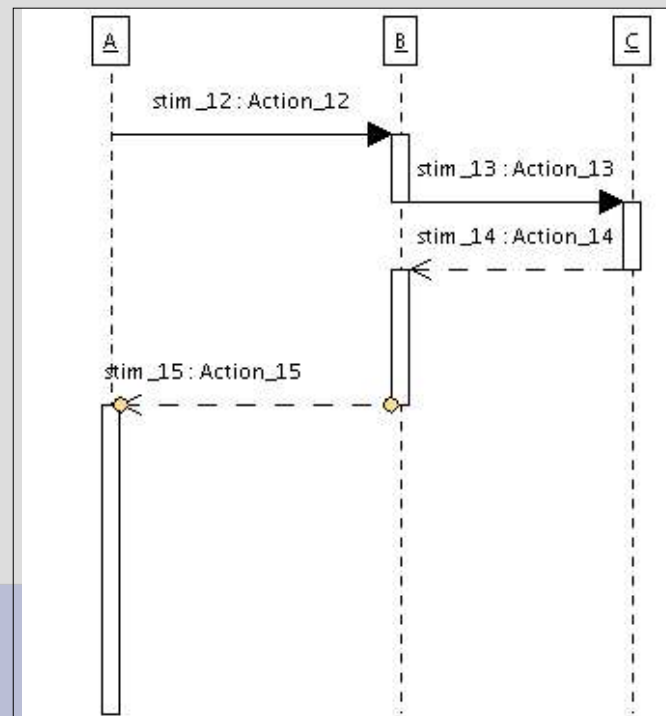 A
B
C
stim_12 : Action_12
stim_13 : Action_13
stim_14 : Action_14
stim_15 : Action_15